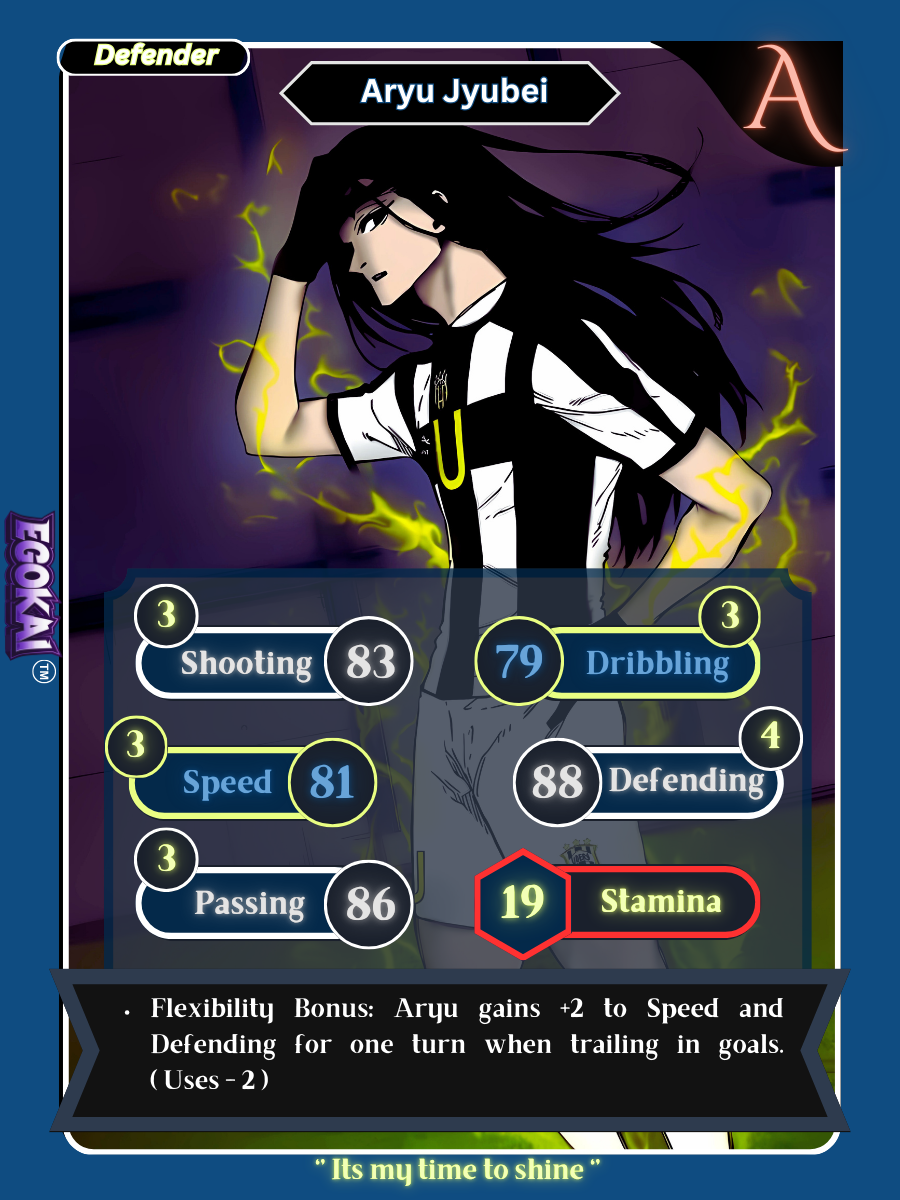 Defender
Aryu Jyubei
A
U
EGOKAI
TM
3
Shooting 83
3
79 Dribbling
3
Speed 81
4
88 Defending
3
Passing 86
19 Stamina
• Flexibility Bonus: Aryu gains +2 to Speed and
Defending for one turn when trailing in goals.
( Uses - 2 )
“ Its my time to shine ”